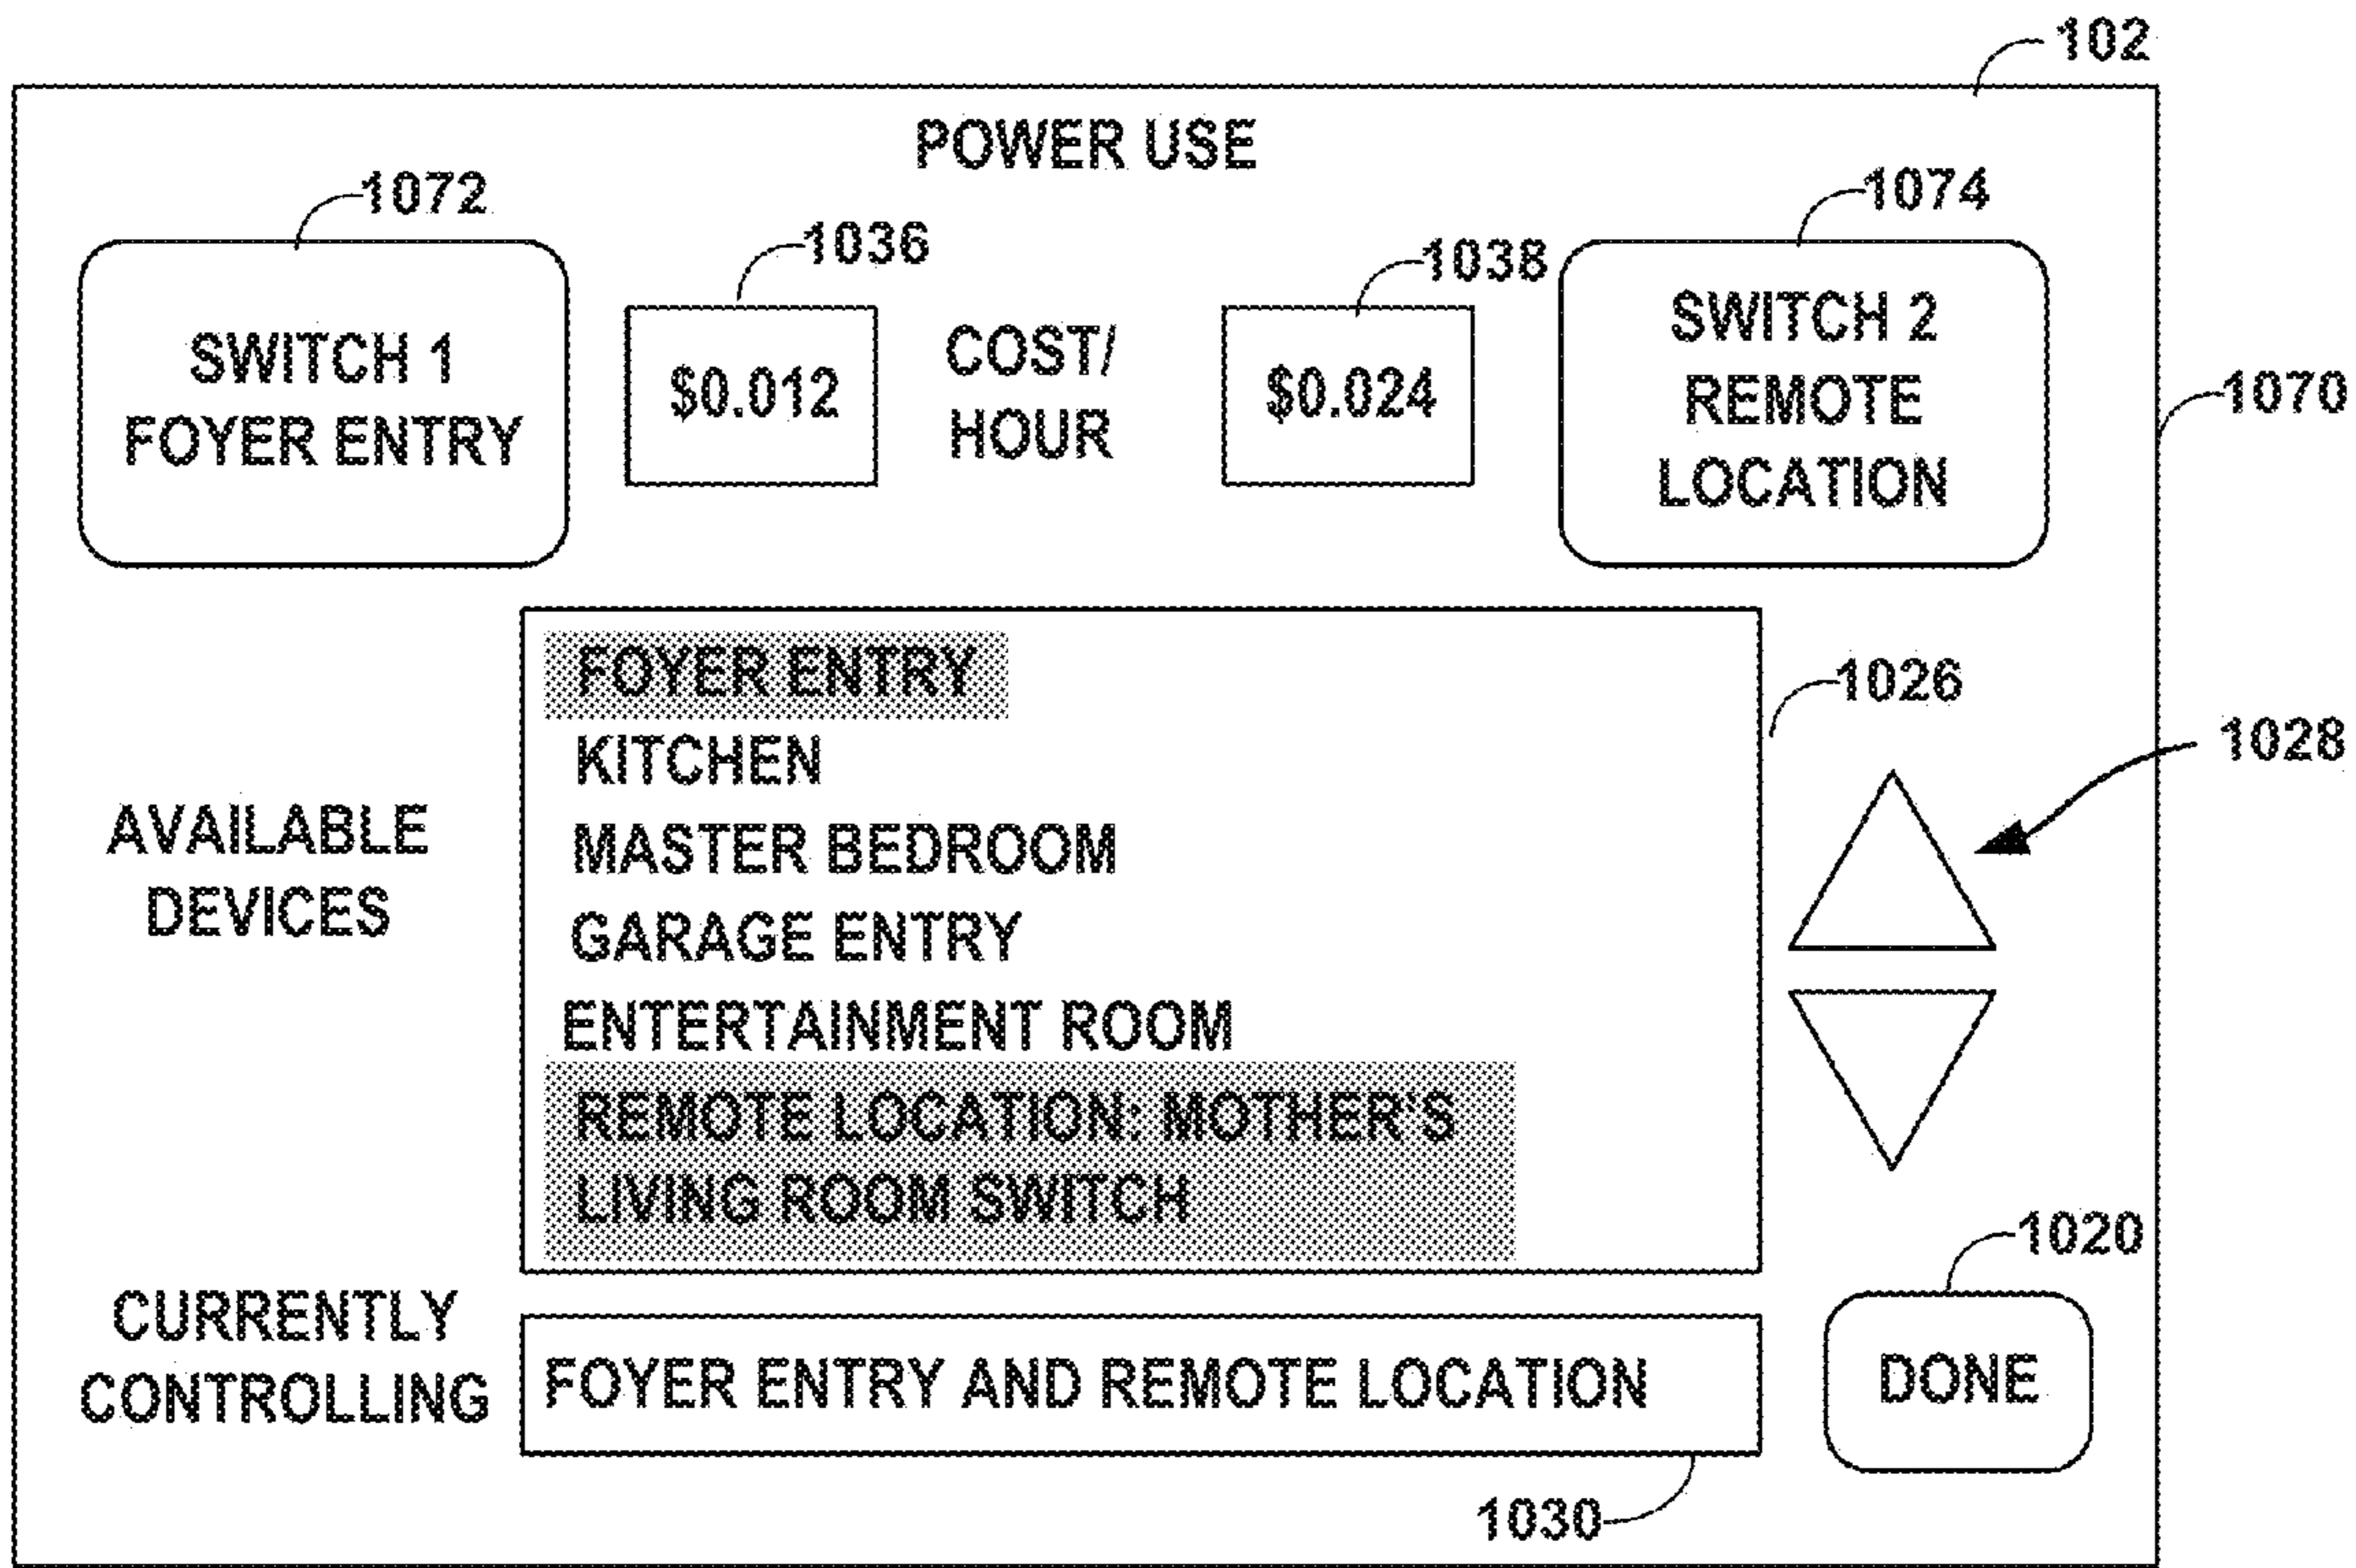 102
POWER USE
1072
1074
1036
1038
SWITCH 1
FOYER ENTRY
$0.012
COST/
HOUR
$0.024
SWITCH 2
REMOTE
LOCATION
1070
FOYER ENTRY
KITCHEN
MASTER BEDROOM
GARAGE ENTRY
ENTERTAINMENT ROOM
REMOTE LOCATION: MOTHER'S
LIVING ROOM SWITCH
1026
1028
AVAILABLE
DEVICES
1020
CURRENTLY
CONTROLLING
FOYER ENTRY AND REMOTE LOCATION
DONE
1030